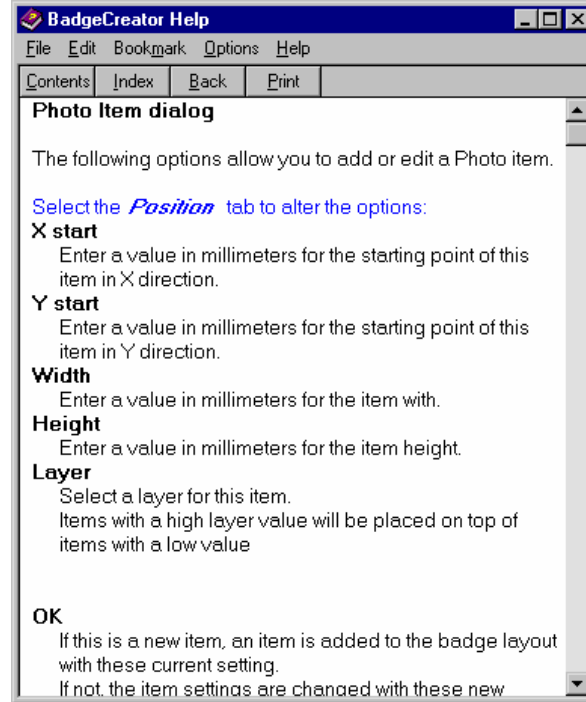 BadgeCreator Help
File Edit Bookmark Options Help
Contents Index Back Print
Photo Item dialog
The following options allow you to add or edit a Photo item.
Select the Position tab to alter the options:
X start
Enter a value in millimeters for the starting point of this
item in X direction.
Y start
Enter a value in millimeters for the starting point of this
item in Y direction.
Width
Enter a value in millimeters for the item with.
Height
Enter a value in millimeters for the item height.
Layer
Select a layer for this item.
Items with a high layer value will be placed on top of
items with a low value
OK
If this is a new item, an item is added to the badge layout
with these current setting.
If not, the item settings are changed with these new